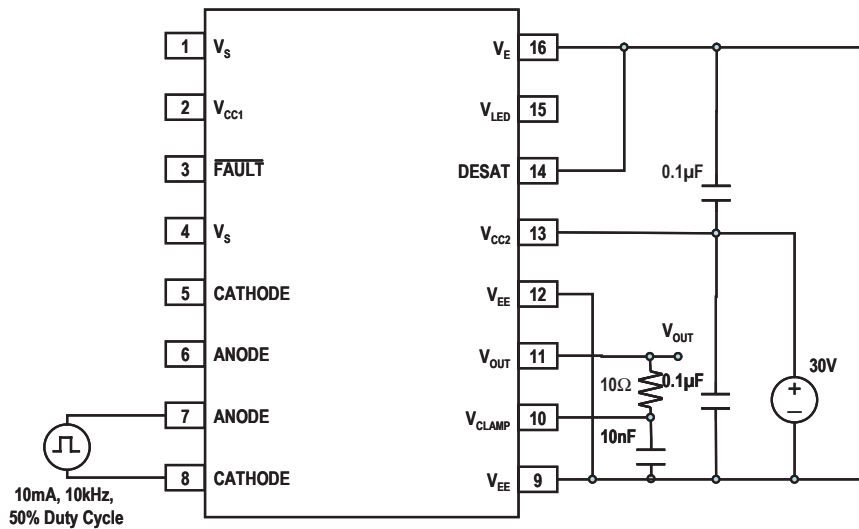 1 V_S
V_E 16
2 V_CC1
V_LED 15
3 FAULT
DESAT 14
0.1µF
4 V_S
V_CC2 13
5 CATHODE
V_EE 12
6 ANODE
V_OUT 11
V_OUT
30V
10Ω
0.1µF
+
–
7 ANODE
V_CLAMP 10
10nF
8 CATHODE
V_EE 9
10mA, 10kHz,
50% Duty Cycle